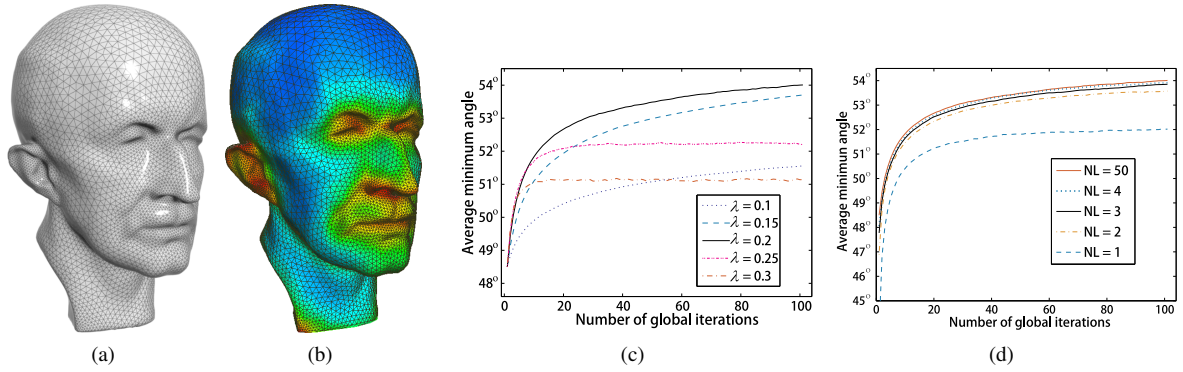 54°
53°
52°
51°
50°
49°
48°
Average minimum angle
0
20
40
60
80
100
Number of global iterations
λ = 0.1
λ = 0.15
λ = 0.2
λ = 0.25
λ = 0.3
54°
53°
52°
51°
50°
49°
48°
47°
46°
45°
Average minimun angle
0
20
40
60
80
100
Number of global iterations
NL = 50
NL = 4
NL = 3
NL = 2
NL = 1
(a)
(b)
(c)
(d)